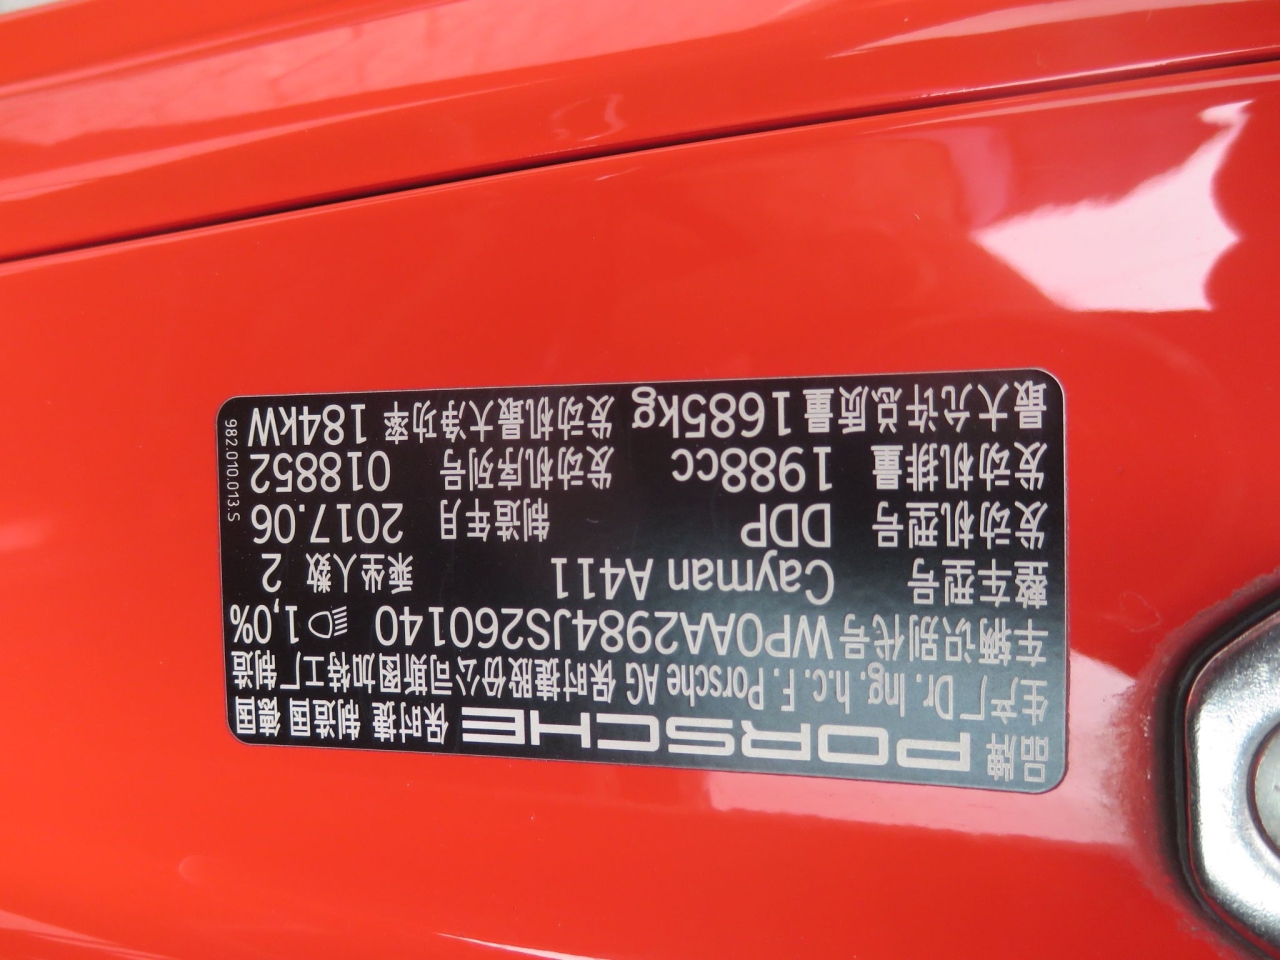 品牌 PORSCHE 保时捷 制造国 德国
生产厂 Dr. Ing. h.c. F. Porsche AG 保时捷股份公司斯图加特工厂 制造
车辆识别代号 WP0AA2984JS260140 1,0%
整车型号 Cayman A411 乘坐人数 2
发动机型号 DDP 制造年月 2017.06
发动机排量 1988cc 发动机序列号 018852
最大允许总质量 1685kg 发动机最大净功率 184kW
982.010.013.S